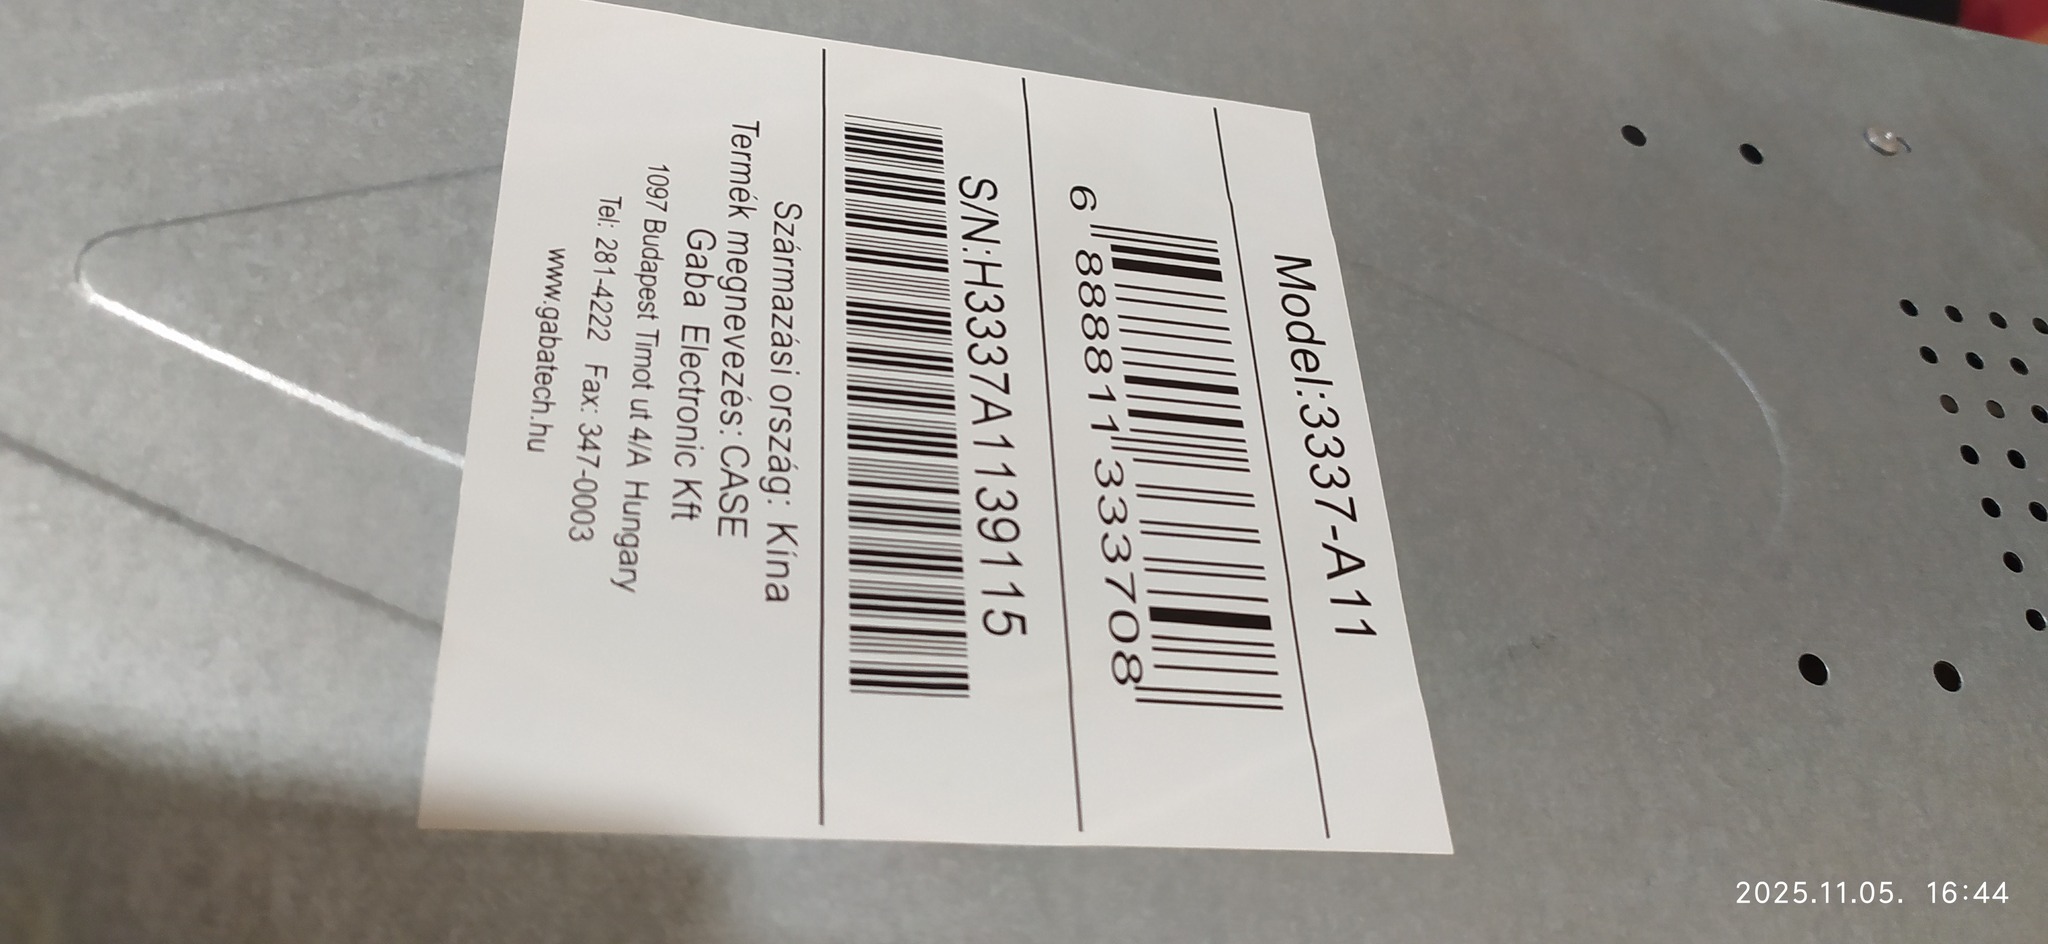 Model:3337-A11
6 888811 333708
S/N:H3337A1139115
Származási ország: Kína
Termék megnevezés: CASE
Gaba Electronic Kft
1097 Budapest Timot ut 4/A Hungary
Tel: 281-4222 Fax: 347-0003
www.gabatech.hu
2025.11.05. 16:44